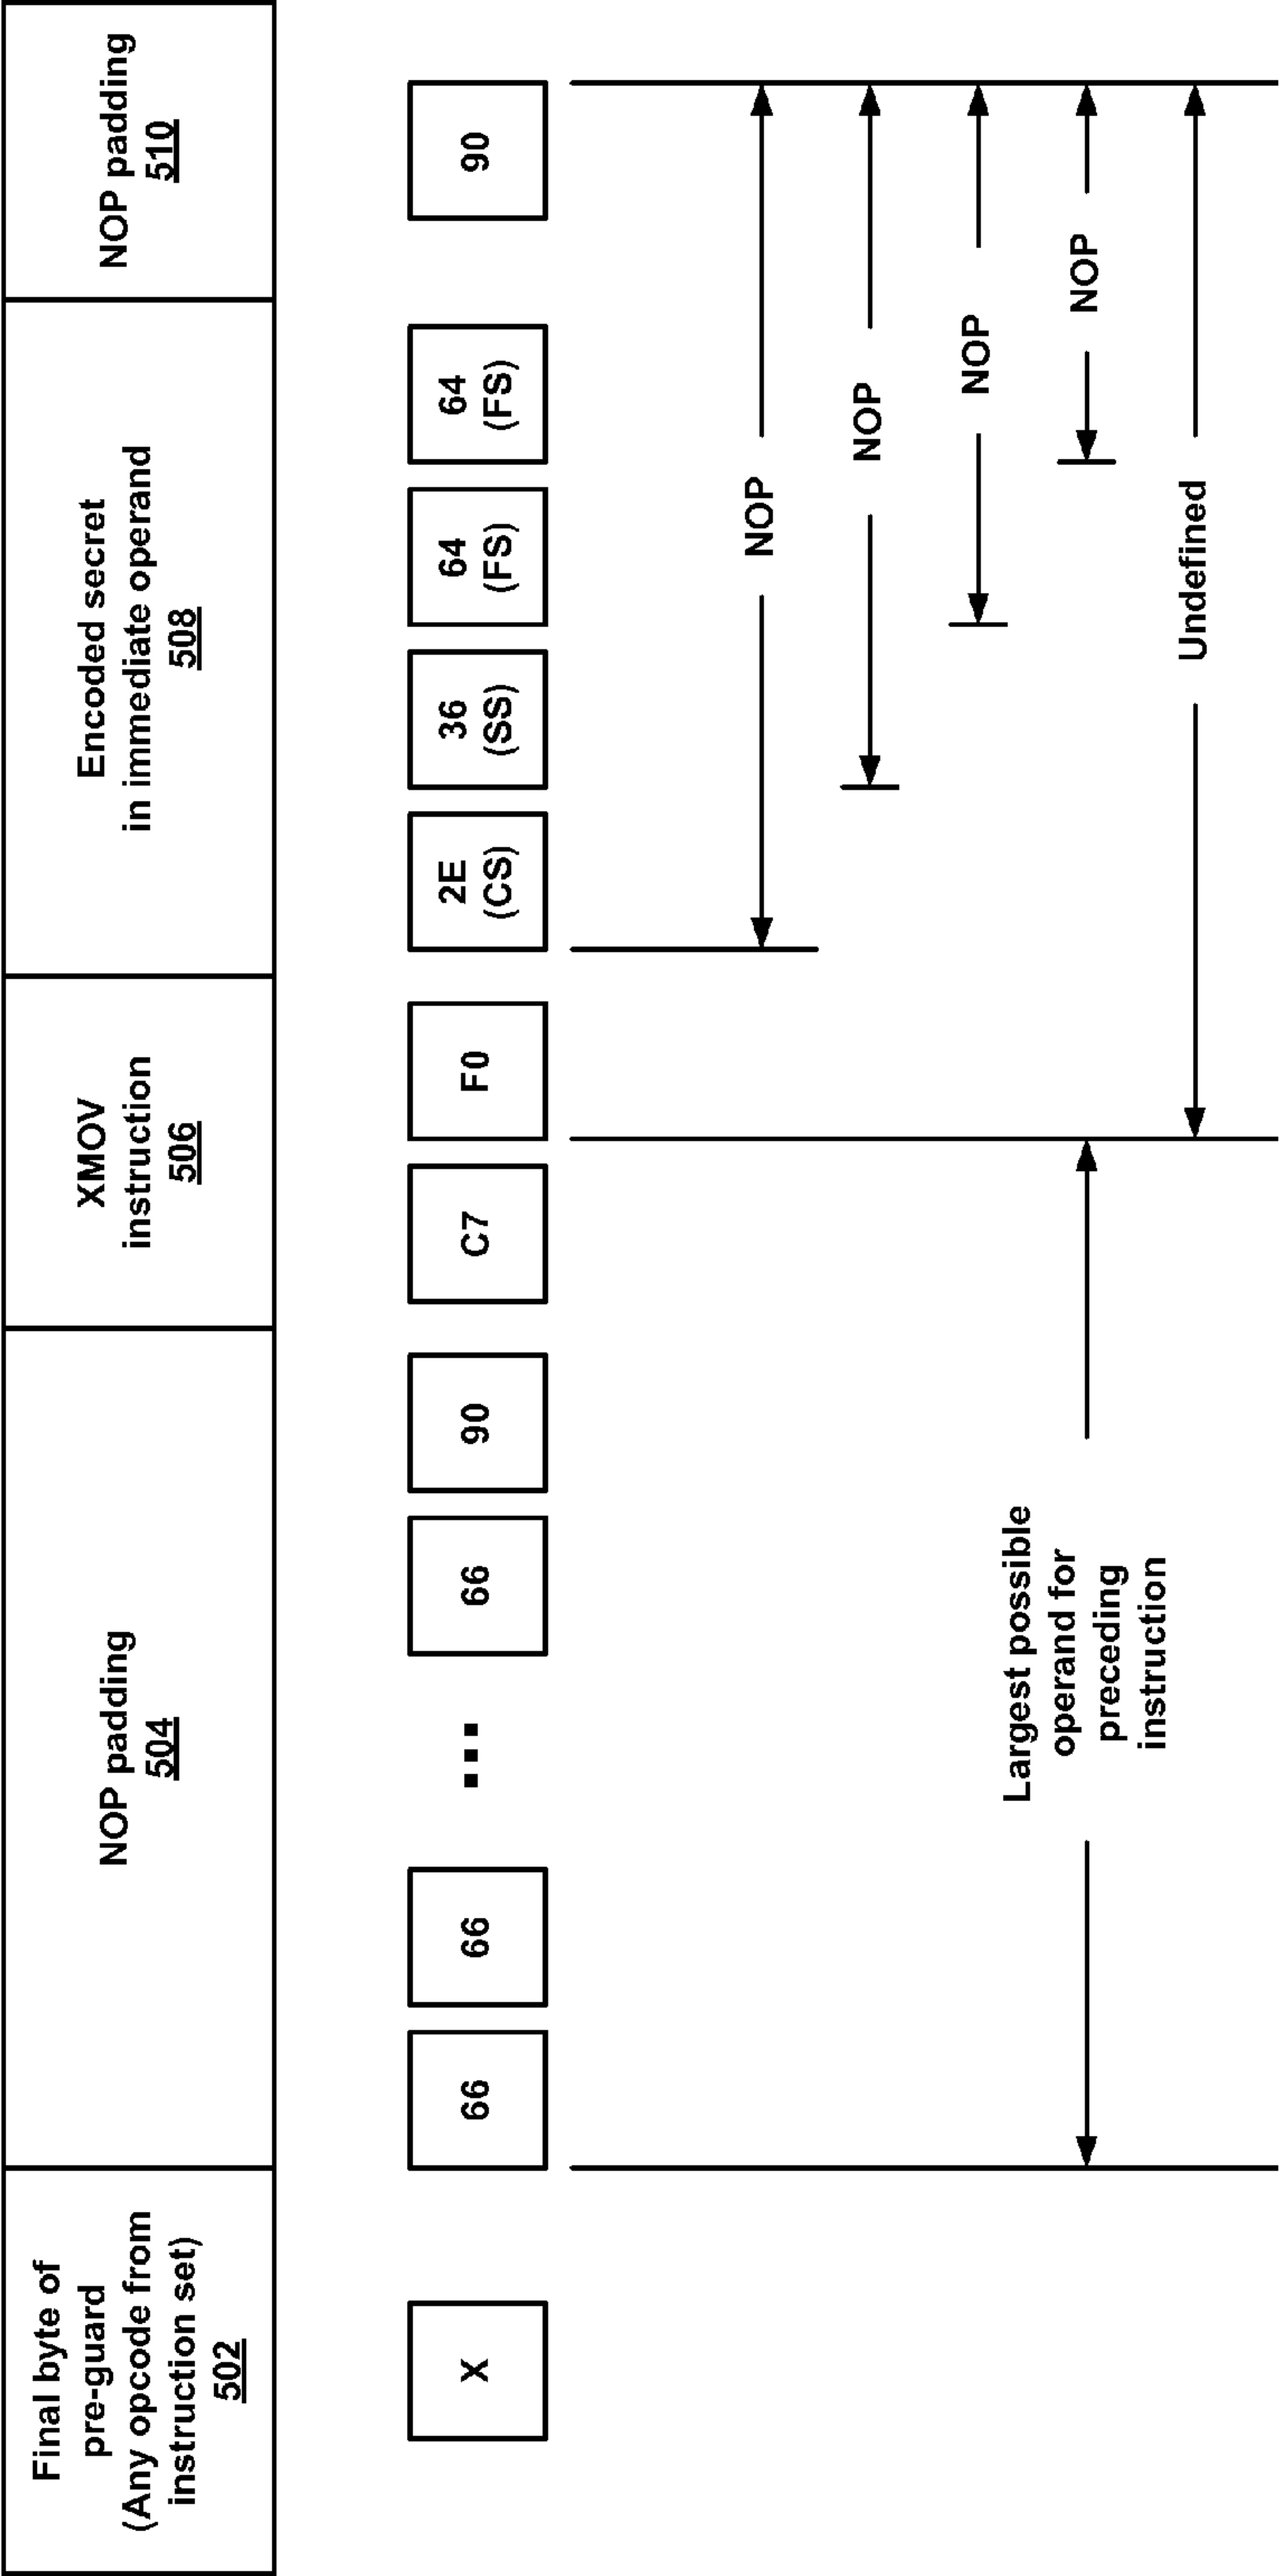 Final byte of
pre-guard
(Any opcode from
instruction set)
502
NOP padding
504
XMOV
instruction
506
Encoded secret
in immediate operand
508
NOP padding
510
X
66
66
...
66
90
C7
F0
2E
(CS)
36
(SS)
64
(FS)
64
(FS)
90
NOP
NOP
NOP
NOP
Largest possible
operand for
preceding
instruction
Undefined